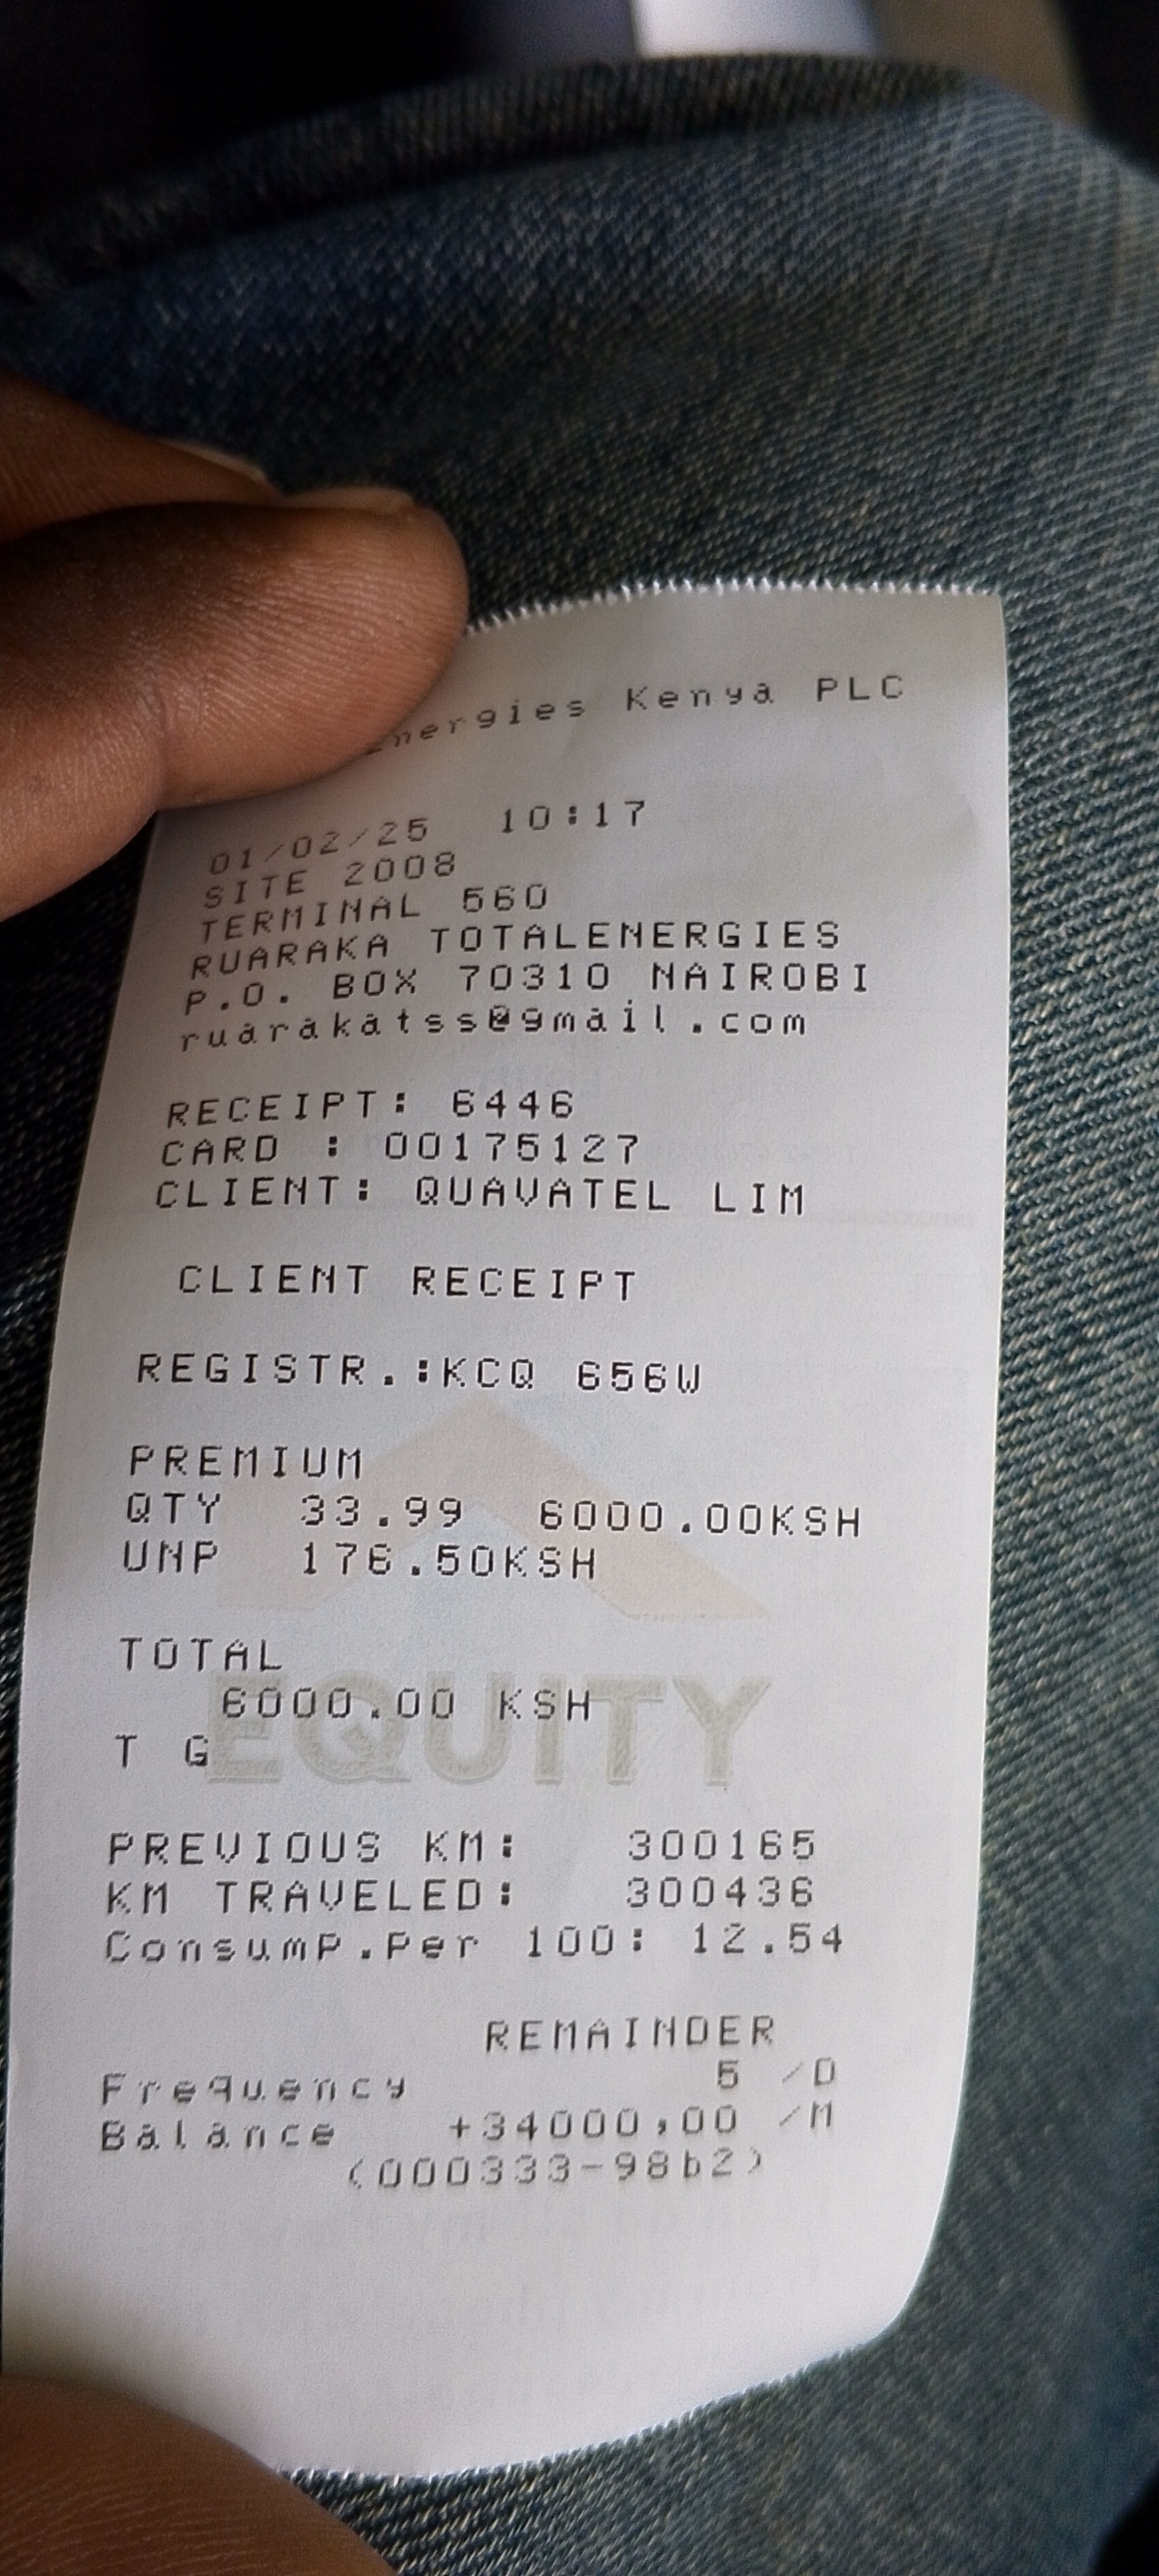 Energies Kenya PLC
01/02/25 10:17
SITE 2008
TERMINAL 560
RUARAKA TOTALENERGIES
P.O. BOX 70310 NAIROBI
ruarakatss@gmail.com
RECEIPT: 6446
CARD : 00175127
CLIENT: QUAVATEL LIM
CLIENT RECEIPT
REGISTR.:KCQ 656W
PREMIUM
QTY 33.99 6000.00KSH
UNP 176.50KSH
TOTAL
6000.00 KSH
T G
EQUITY
PREVIOUS KM: 300165
KM TRAVELED: 300436
Consump.Per 100: 12.54
REMAINDER
Frequency 5 /D
Balance +34000,00 /M
(000333-98b2)